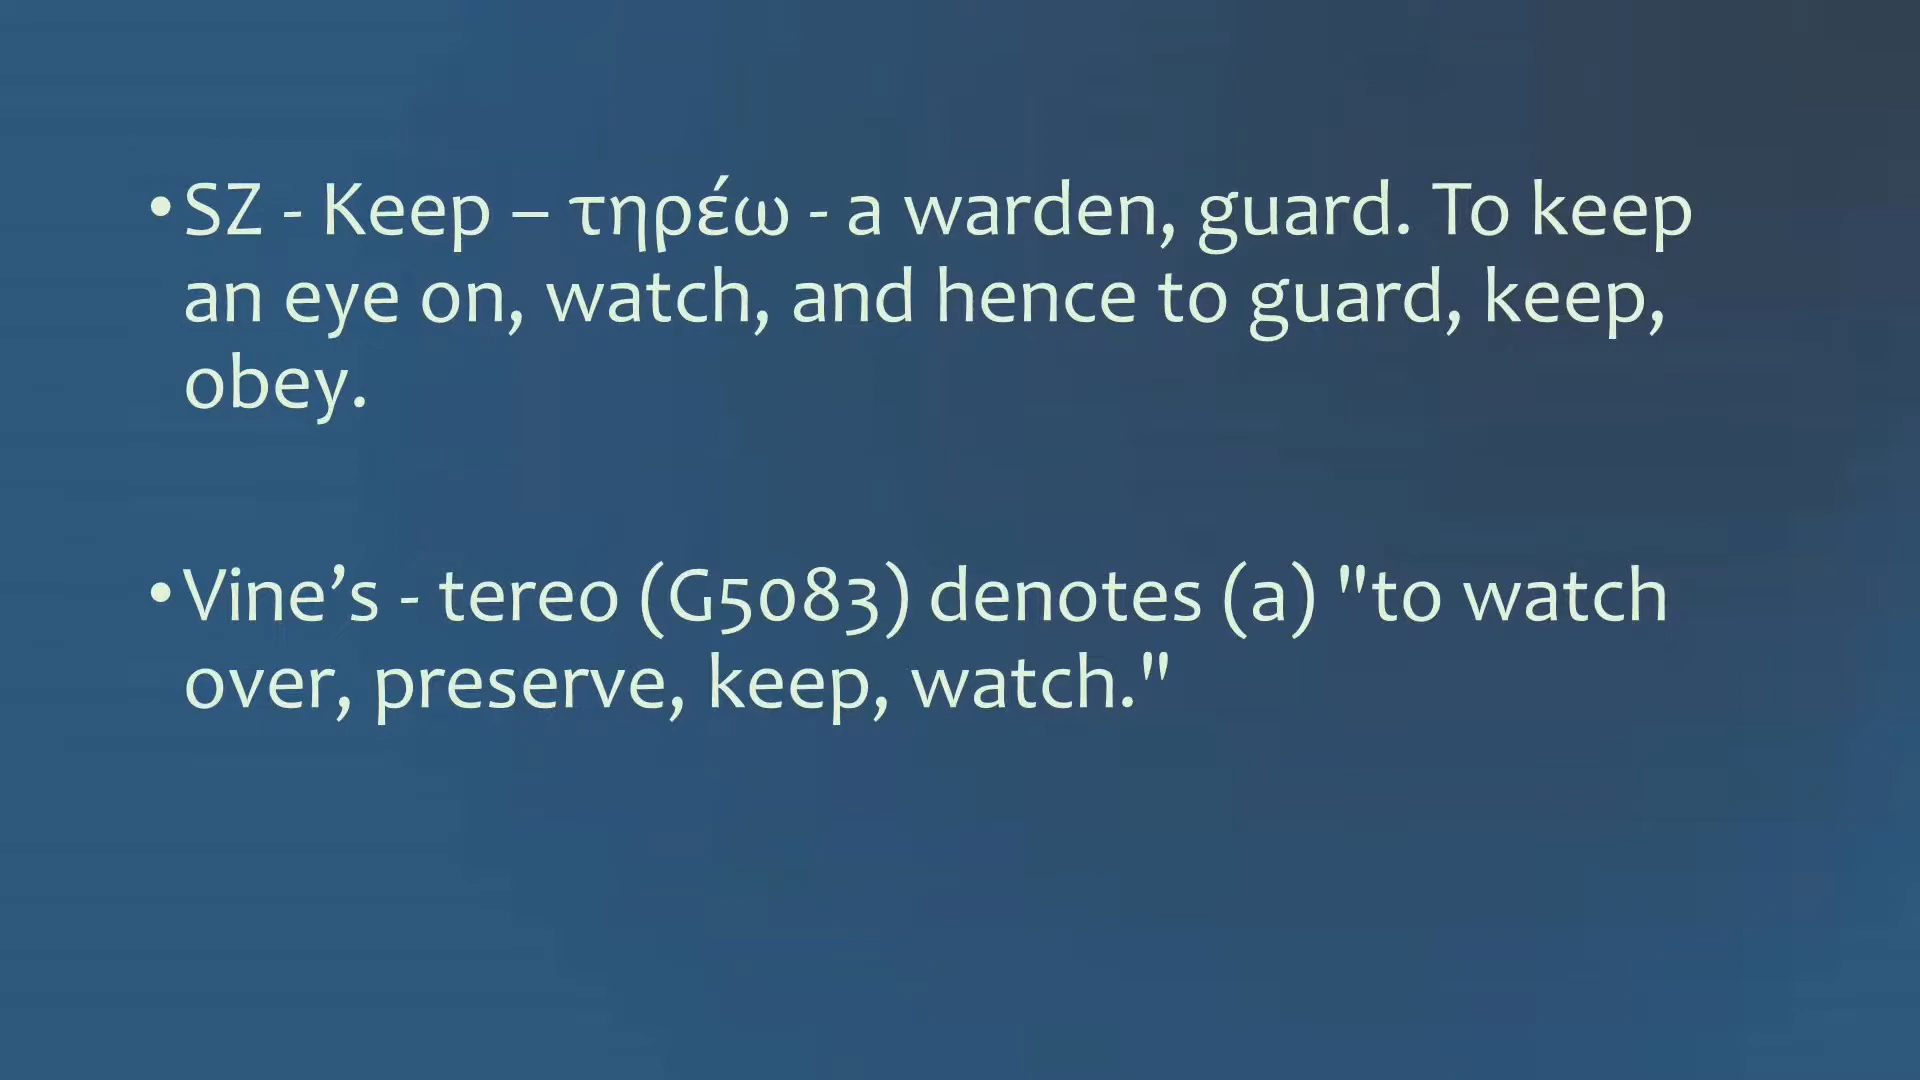 •SZ - Keep – τηρέω - a warden, guard. To keep
an eye on, watch, and hence to guard, keep,
obey.
•Vine’s - tereo (G5083) denotes (a) "to watch
over, preserve, keep, watch."